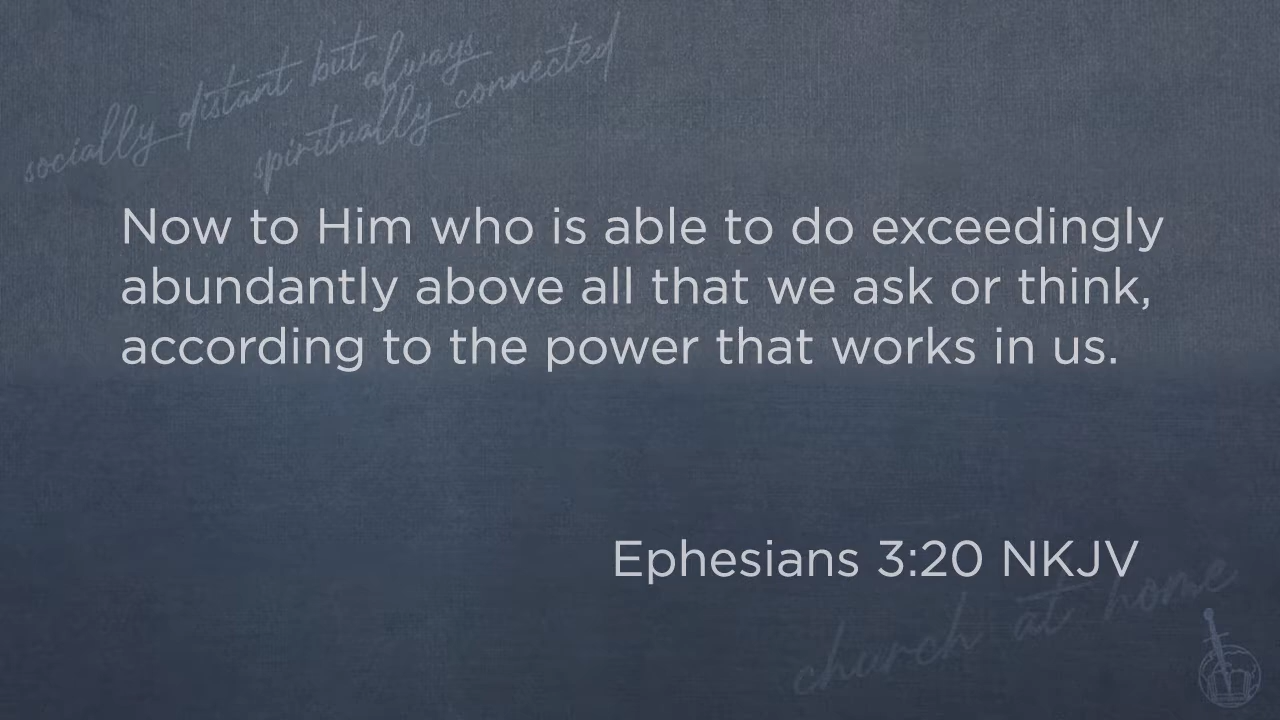 socially distant but always
spiritually connected
Now to Him who is able to do exceedingly
abundantly above all that we ask or think,
according to the power that works in us.
Ephesians 3:20 NKJV
church at home